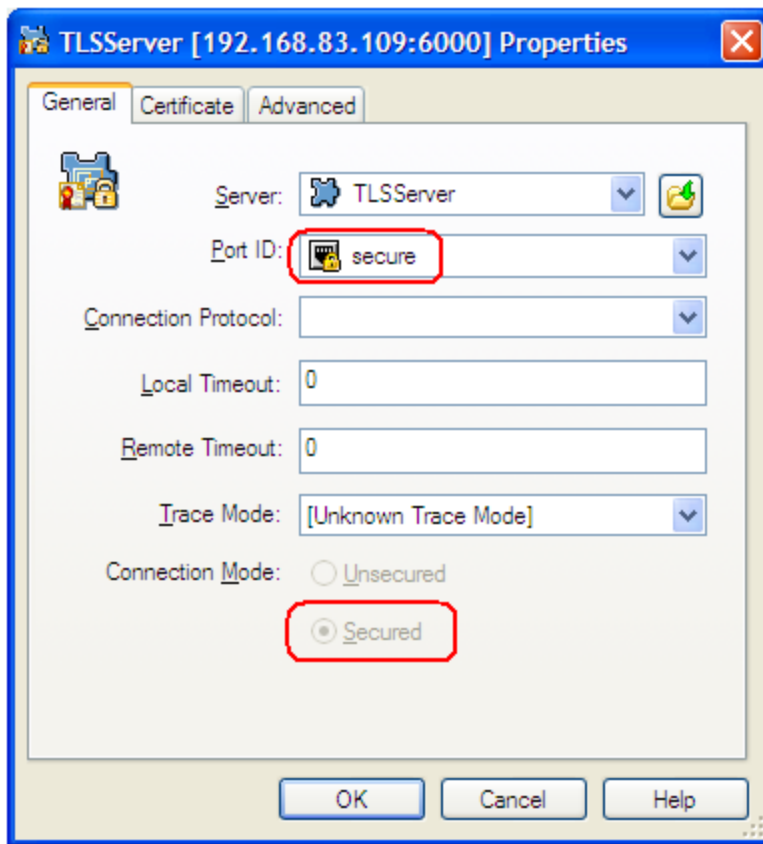 TLSServer [192.168.83.109:6000] Properties
General Certificate Advanced
Server: TLSServer
Port ID: secure
Connection Protocol:
Local Timeout: 0
Remote Timeout: 0
Trace Mode: [Unknown Trace Mode]
Connection Mode: Unsecured
Secured
OK Cancel Help